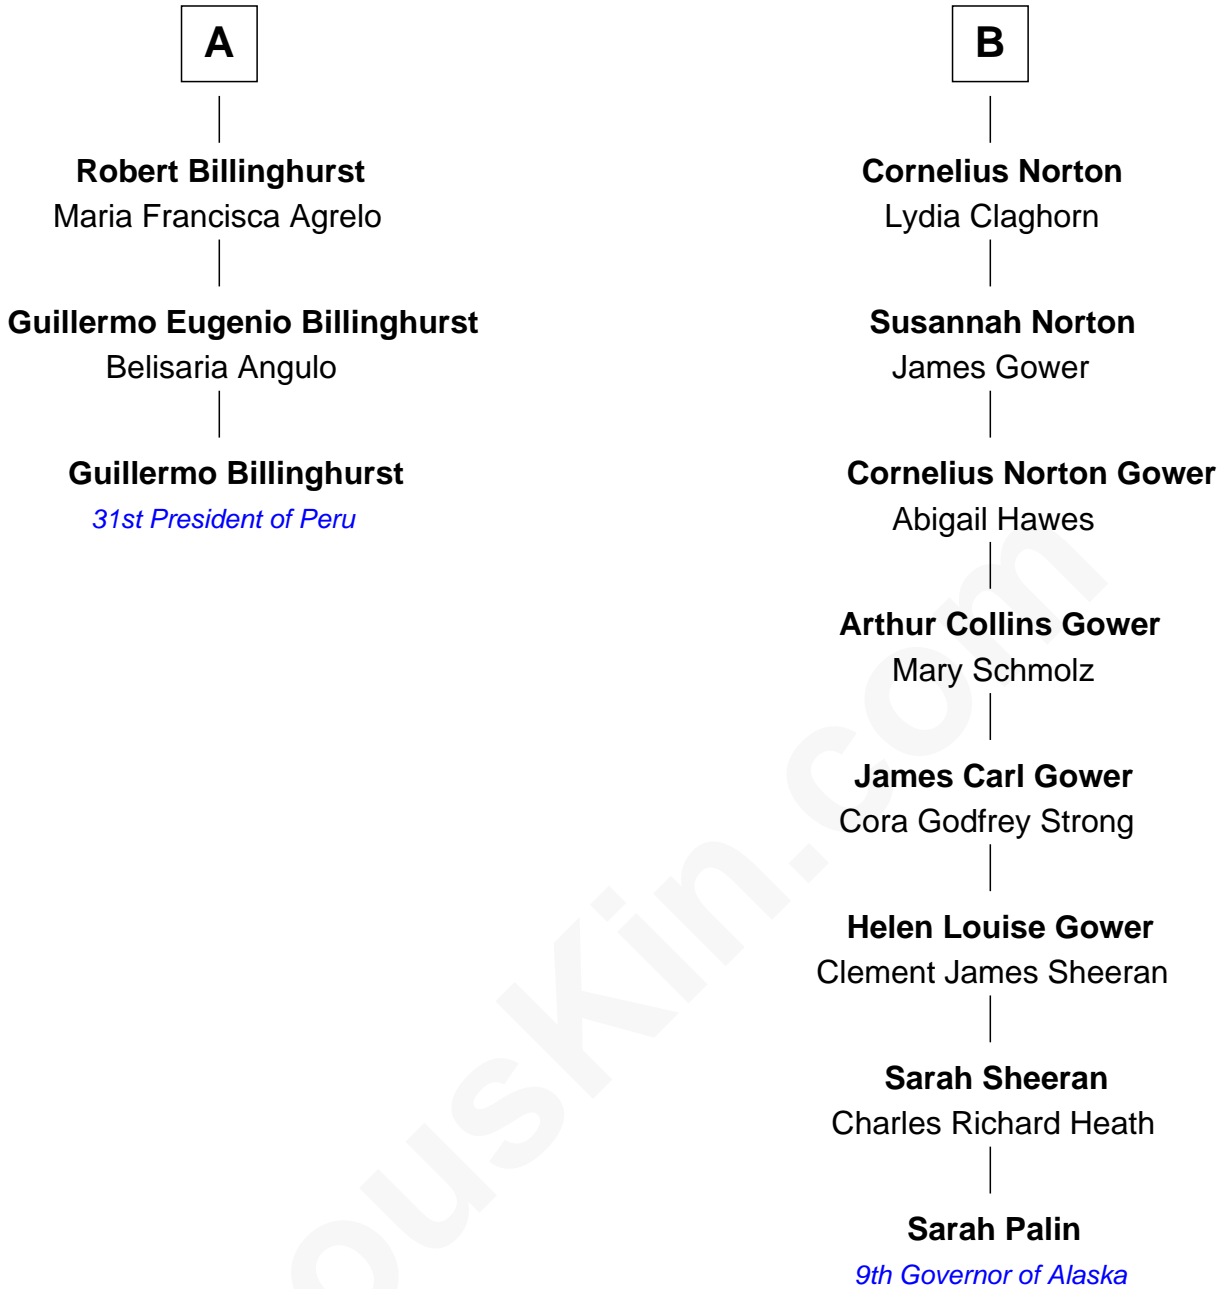 A
Robert Billinghurst
Maria Francisca Agrelo
Guillermo Eugenio Billinghurst
Belisaria Angulo
Guillermo Billinghurst
31st President of Peru
B
Cornelius Norton
Lydia Claghorn
Susannah Norton
James Gower
Cornelius Norton Gower
Abigail Hawes
Arthur Collins Gower
Mary Schmolz
James Carl Gower
Cora Godfrey Strong
Helen Louise Gower
Clement James Sheeran
Sarah Sheeran
Charles Richard Heath
Sarah Palin
9th Governor of Alaska
ousKin.com